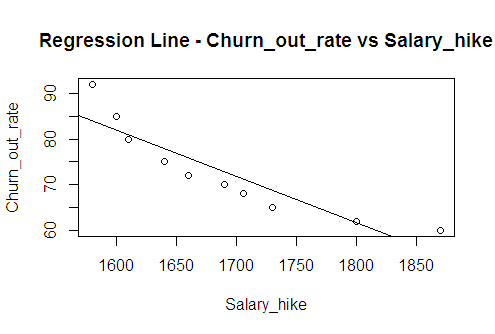 Regression Line - Churn_out_rate vs Salary_hike
Churn_out_rate
90
80
70
60
1600 1650 1700 1750 1800 1850
Salary_hike